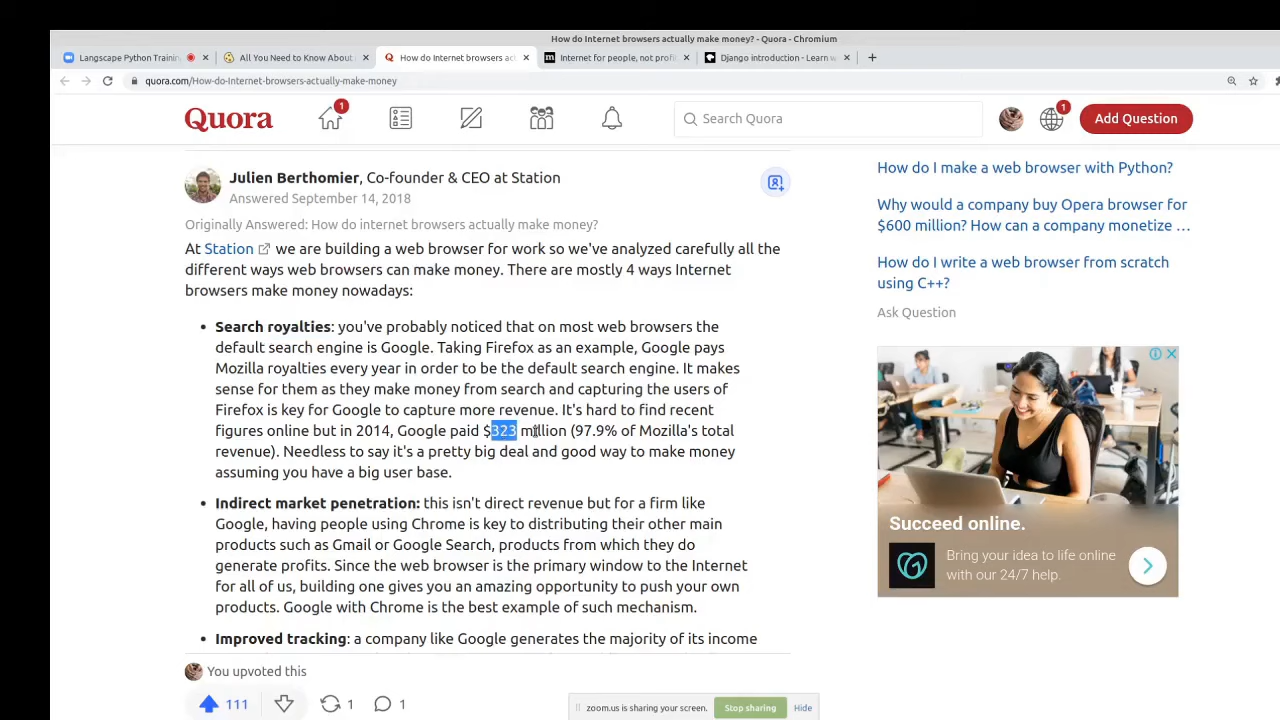 How do Internet browsers actually make money? - Quora - Chromium
Langscape Python Trainin
All You Need to Know About
How do Internet browsers ac
Internet for people, not profi
Django introduction - Learn w
quora.com/How-do-Internet-browsers-actually-make-money
Quora
1
Search Quora
1
Add Question
Julien Berthomier, Co-founder & CEO at Station
Answered September 14, 2018
Originally Answered: How do internet browsers actually make money?
At Station we are building a web browser for work so we've analyzed carefully all the
different ways web browsers can make money. There are mostly 4 ways Internet
browsers make money nowadays:
• Search royalties: you've probably noticed that on most web browsers the
default search engine is Google. Taking Firefox as an example, Google pays
Mozilla royalties every year in order to be the default search engine. It makes
sense for them as they make money from search and capturing the users of
Firefox is key for Google to capture more revenue. It's hard to find recent
figures online but in 2014, Google paid $323 million (97.9% of Mozilla's total
revenue). Needless to say it's a pretty big deal and good way to make money
assuming you have a big user base.
• Indirect market penetration: this isn't direct revenue but for a firm like
Google, having people using Chrome is key to distributing their other main
products such as Gmail or Google Search, products from which they do
generate profits. Since the web browser is the primary window to the Internet
for all of us, building one gives you an amazing opportunity to push your own
products. Google with Chrome is the best example of such mechanism.
• Improved tracking: a company like Google generates the majority of its income
You upvoted this
111
1
1
How do I make a web browser with Python?
Why would a company buy Opera browser for
$600 million? How can a company monetize …
How do I write a web browser from scratch
using C++?
Ask Question
Succeed online.
Bring your idea to life online
with our 24/7 help.
zoom.us is sharing your screen.
Stop sharing
Hide